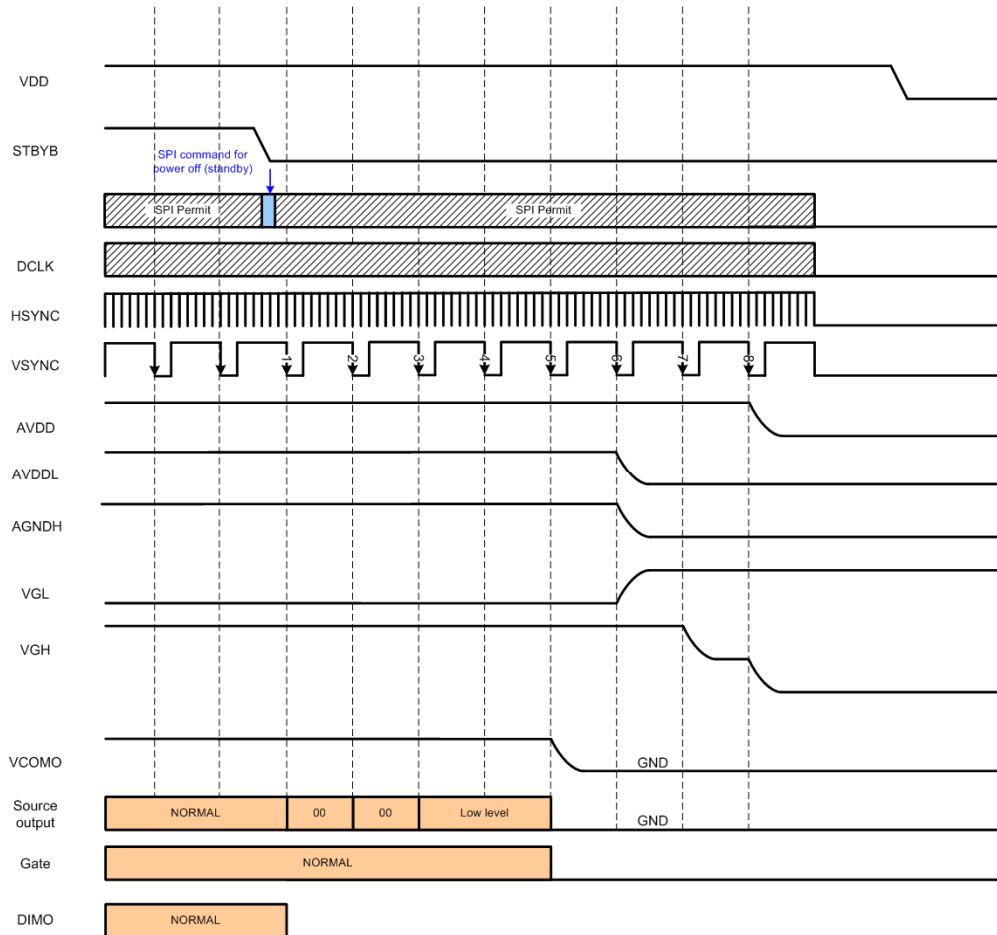 VDD
STBYB
SPI command for
power off (standby)
SPI Permit
SPI Permit
DCLK
HSYNC
VSYNC
1
2
3
4
5
6
7
8
AVDD
AVDDL
AGNDH
VGL
VGH
VCOMO
GND
Source
output
NORMAL
00
00
Low level
GND
Gate
NORMAL
DIMO
NORMAL